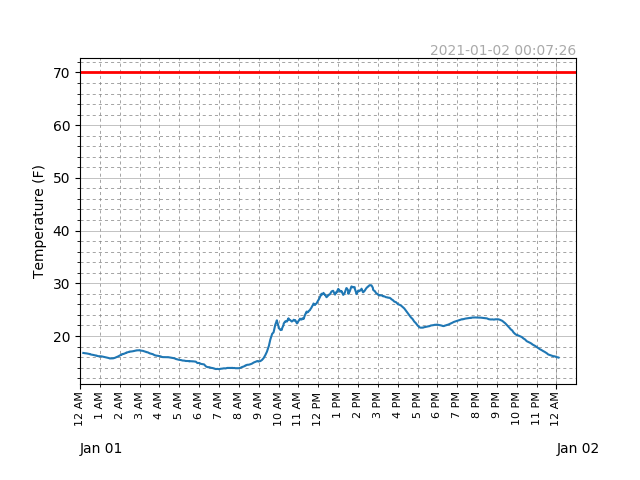 2021-01-02 00:07:26
70
60
50
40
30
20
Temperature (F)
12 AM
1 AM
2 AM
3 AM
4 AM
5 AM
6 AM
7 AM
8 AM
9 AM
10 AM
11 AM
12 PM
1 PM
2 PM
3 PM
4 PM
5 PM
6 PM
7 PM
8 PM
9 PM
10 PM
11 PM
12 AM
Jan 01
Jan 02